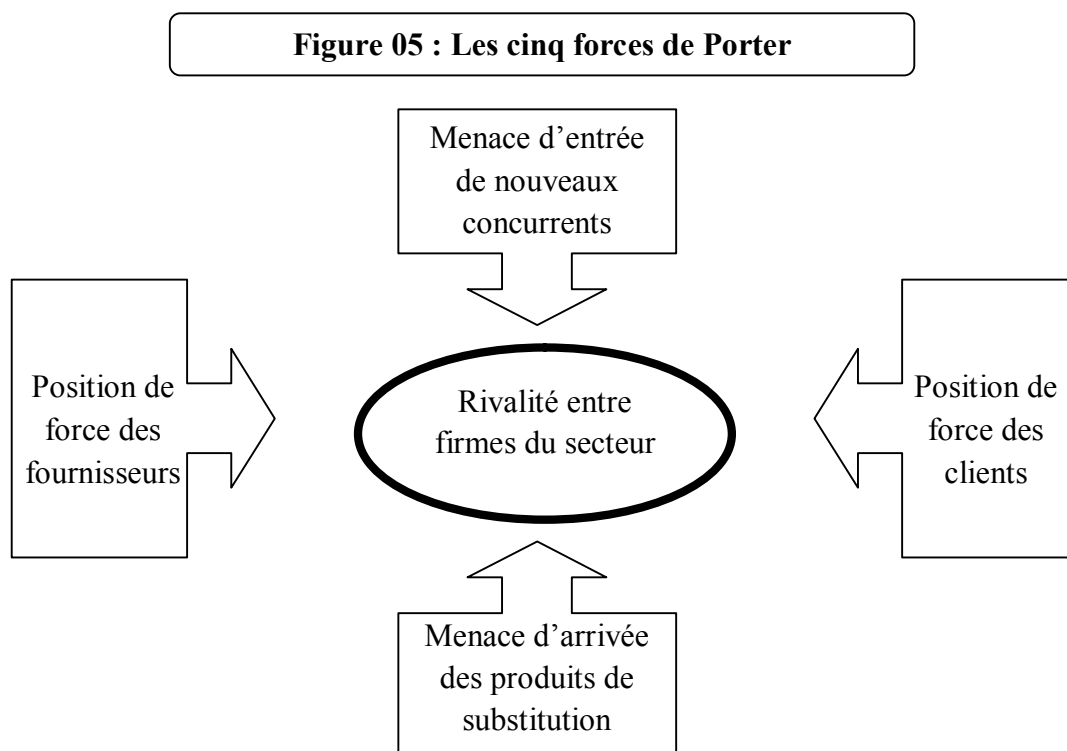 Figure 05 : Les cinq forces de Porter
Menace d’entrée
de nouveaux
concurrents
Position de
force des
fournisseurs
Rivalité entre
firmes du secteur
Position de
force des
clients
Menace d’arrivée
des produits de
substitution